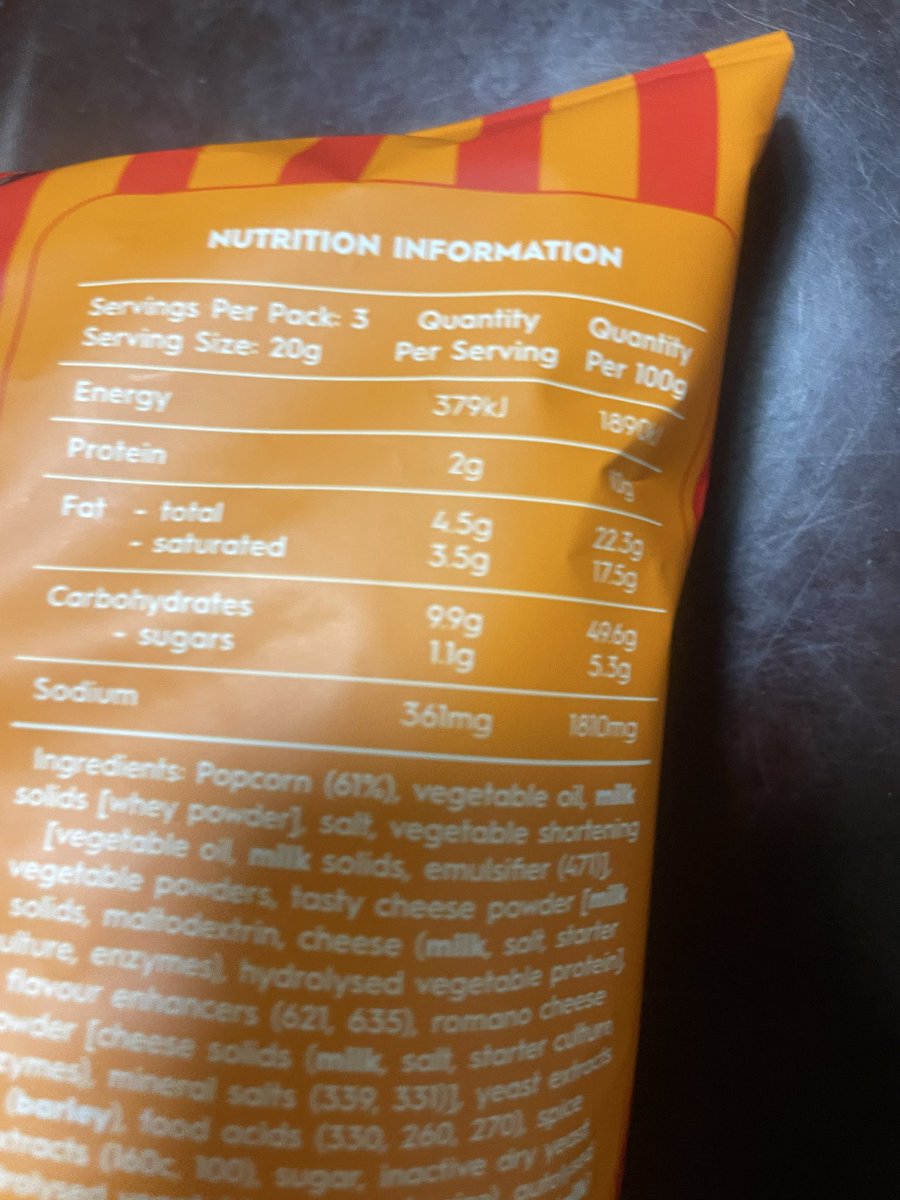 NUTRITION INFORMATION
Servings Per Pack: 3 Quantity Quantity
Serving Size: 20g Per Serving Per 100g
Energy 379kJ 1890kJ
Protein 2g 10g
Fat - total 4.5g 22.3g
- saturated 3.5g 17.5g
Carbohydrates 9.9g 49.6g
- sugars 1.1g 5.3g
Sodium 361mg 1810mg
Ingredients: Popcorn (61%), vegetable oil, milk
solids [whey powder], salt, vegetable shortening
[vegetable oil, milk solids, emulsifier (471)],
vegetable powders, tasty cheese powder [milk
solids, maltodextrin, cheese (milk, salt, starter
culture, enzymes), hydrolysed vegetable protein],
flavour enhancers (621, 635), romano cheese
powder [cheese solids (milk, salt, starter culture,
enzymes), mineral salts (339, 331)], yeast extracts
(barley), food acids (330, 260, 270), spice
extracts (160c, 100), sugar, inactive dry yeast,